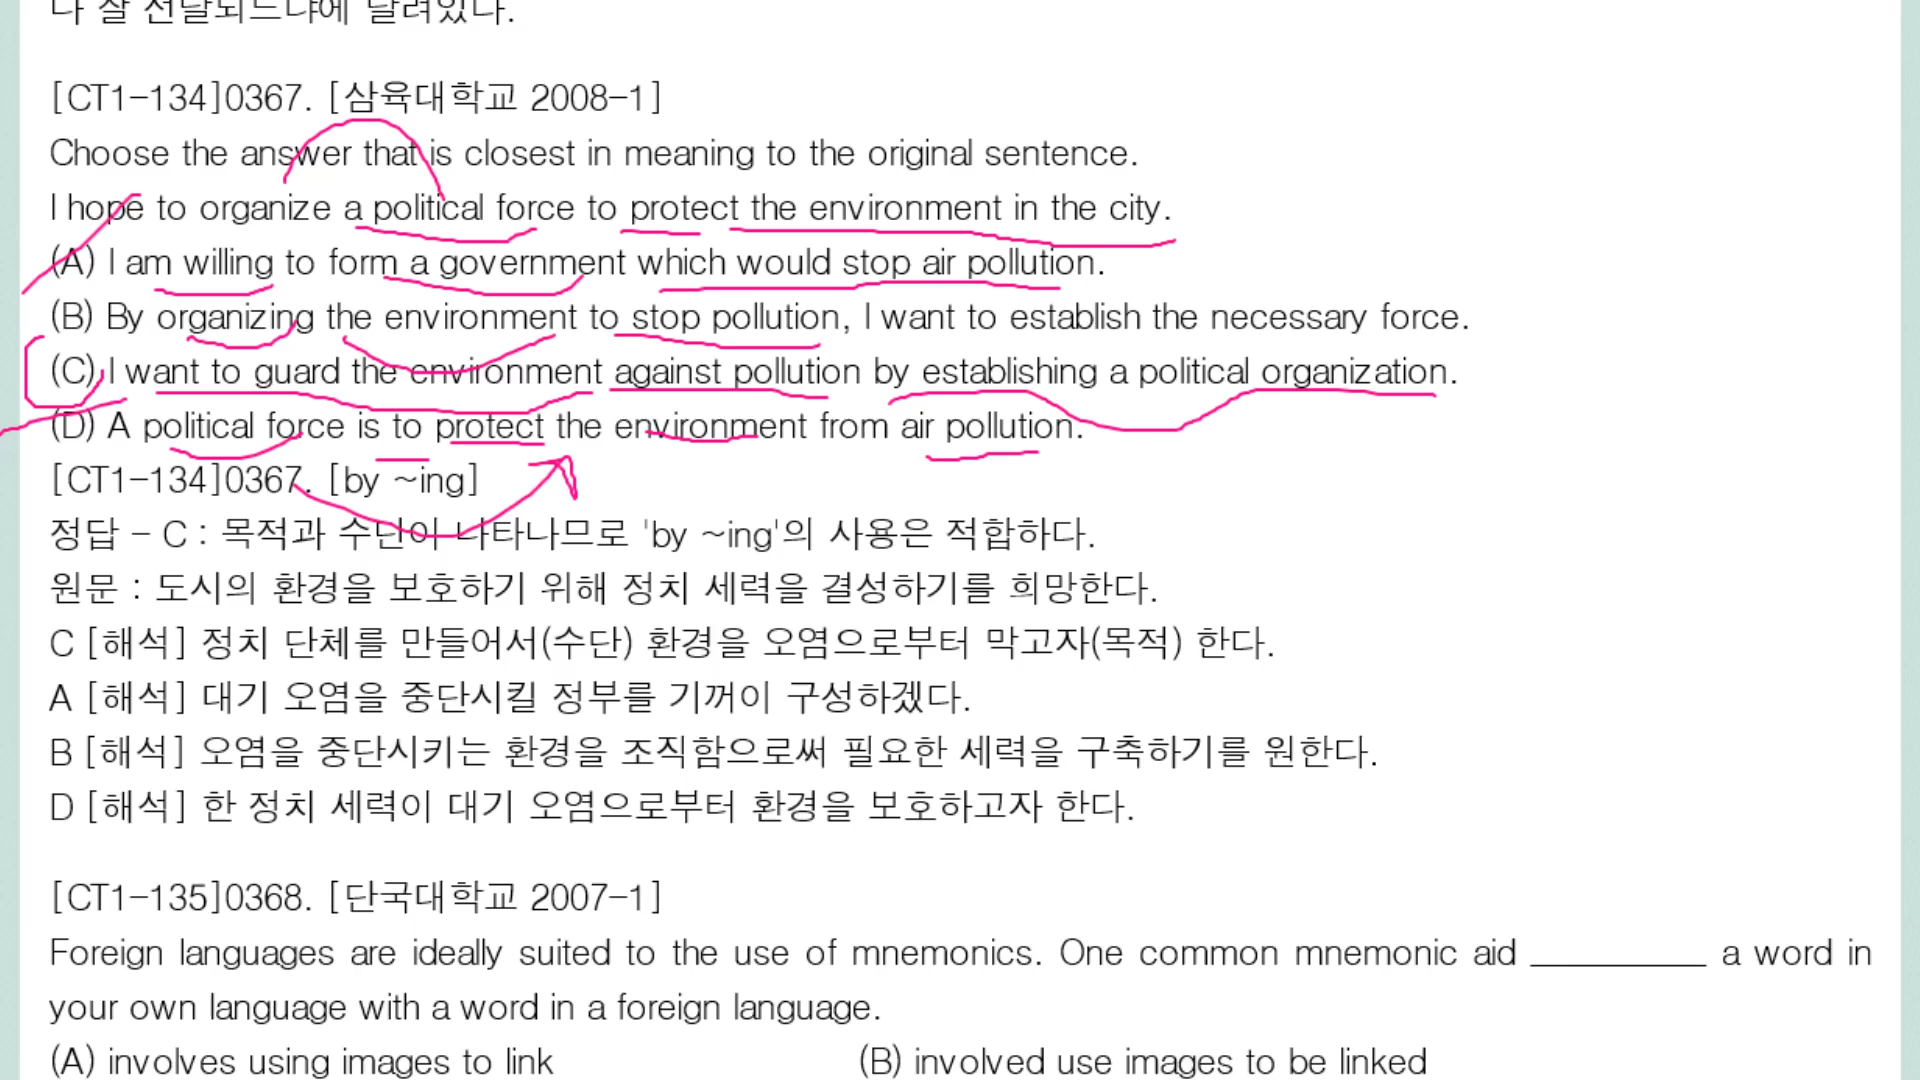 다 잘 전달되느냐에 달려있다.
[CT1-134]0367. [삼육대학교 2008-1]
Choose the answer that is closest in meaning to the original sentence.
I hope to organize a political force to protect the environment in the city.
(A) I am willing to form a government which would stop air pollution.
(B) By organizing the environment to stop pollution, I want to establish the necessary force.
(C) I want to guard the environment against pollution by establishing a political organization.
(D) A political force is to protect the environment from air pollution.
[CT1-134]0367. [by ~ing]
정답 - C : 목적과 수단이 나타나므로 'by ~ing'의 사용은 적합하다.
원문 : 도시의 환경을 보호하기 위해 정치 세력을 결성하기를 희망한다.
C [해석] 정치 단체를 만들어서(수단) 환경을 오염으로부터 막고자(목적) 한다.
A [해석] 대기 오염을 중단시킬 정부를 기꺼이 구성하겠다.
B [해석] 오염을 중단시키는 환경을 조직함으로써 필요한 세력을 구축하기를 원한다.
D [해석] 한 정치 세력이 대기 오염으로부터 환경을 보호하고자 한다.
[CT1-135]0368. [단국대학교 2007-1]
Foreign languages are ideally suited to the use of mnemonics. One common mnemonic aid __________ a word in
your own language with a word in a foreign language.
(A) involves using images to link (B) involved use images to be linked